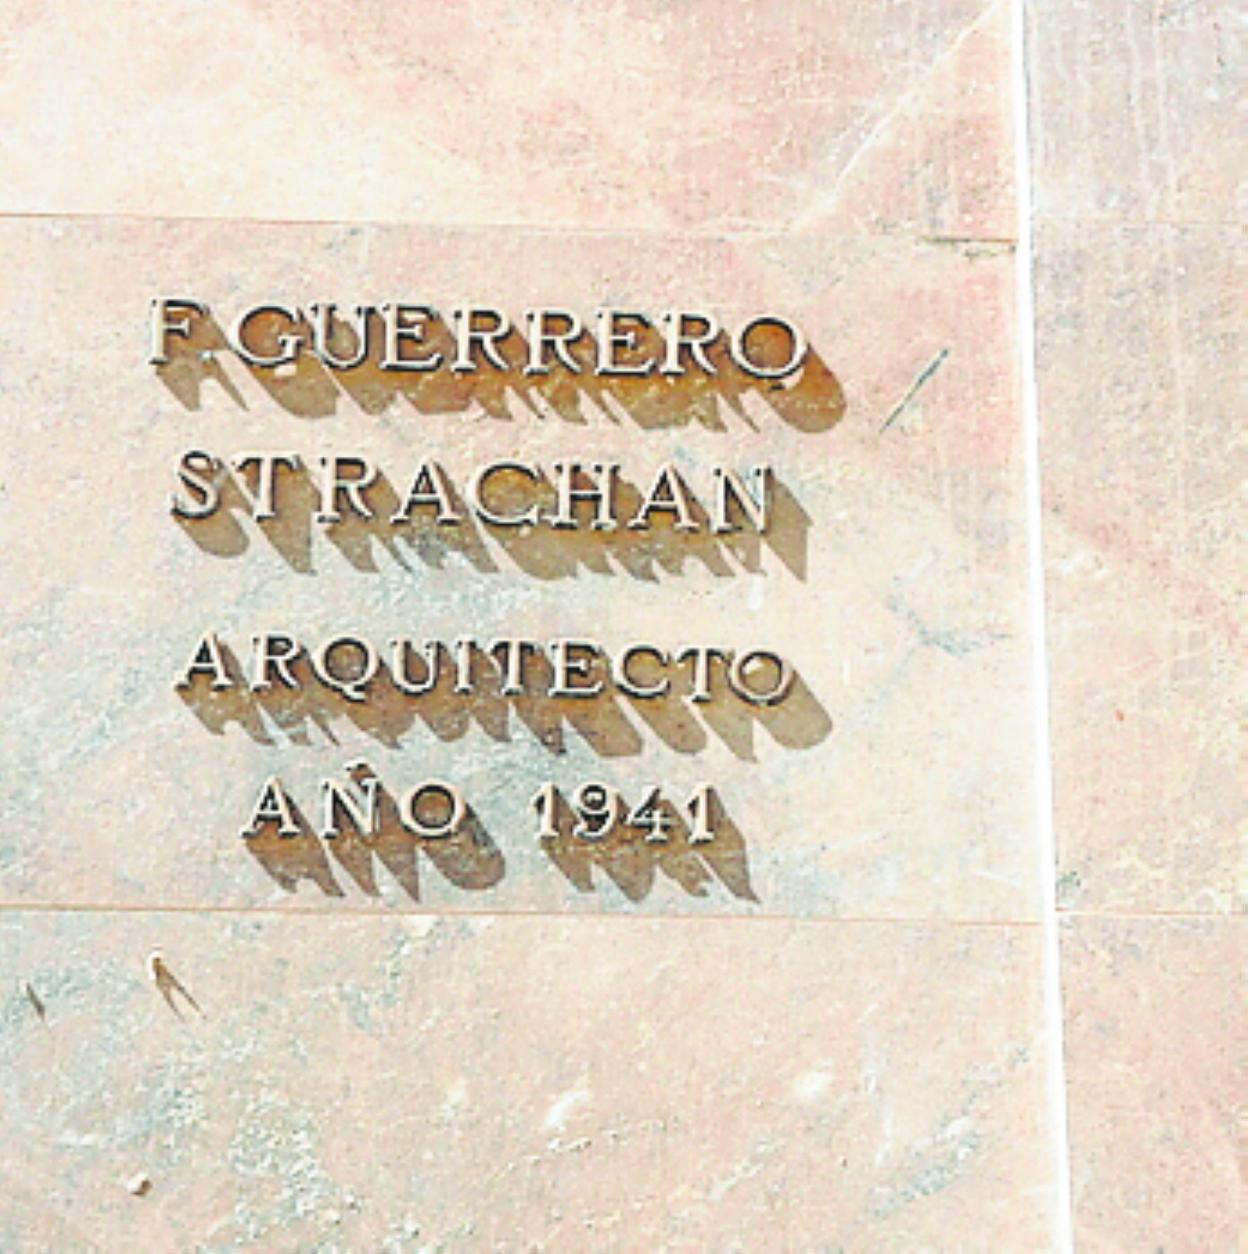 F.GUERRERO
STRACHAN
ARQUITECTO
AÑO 1941